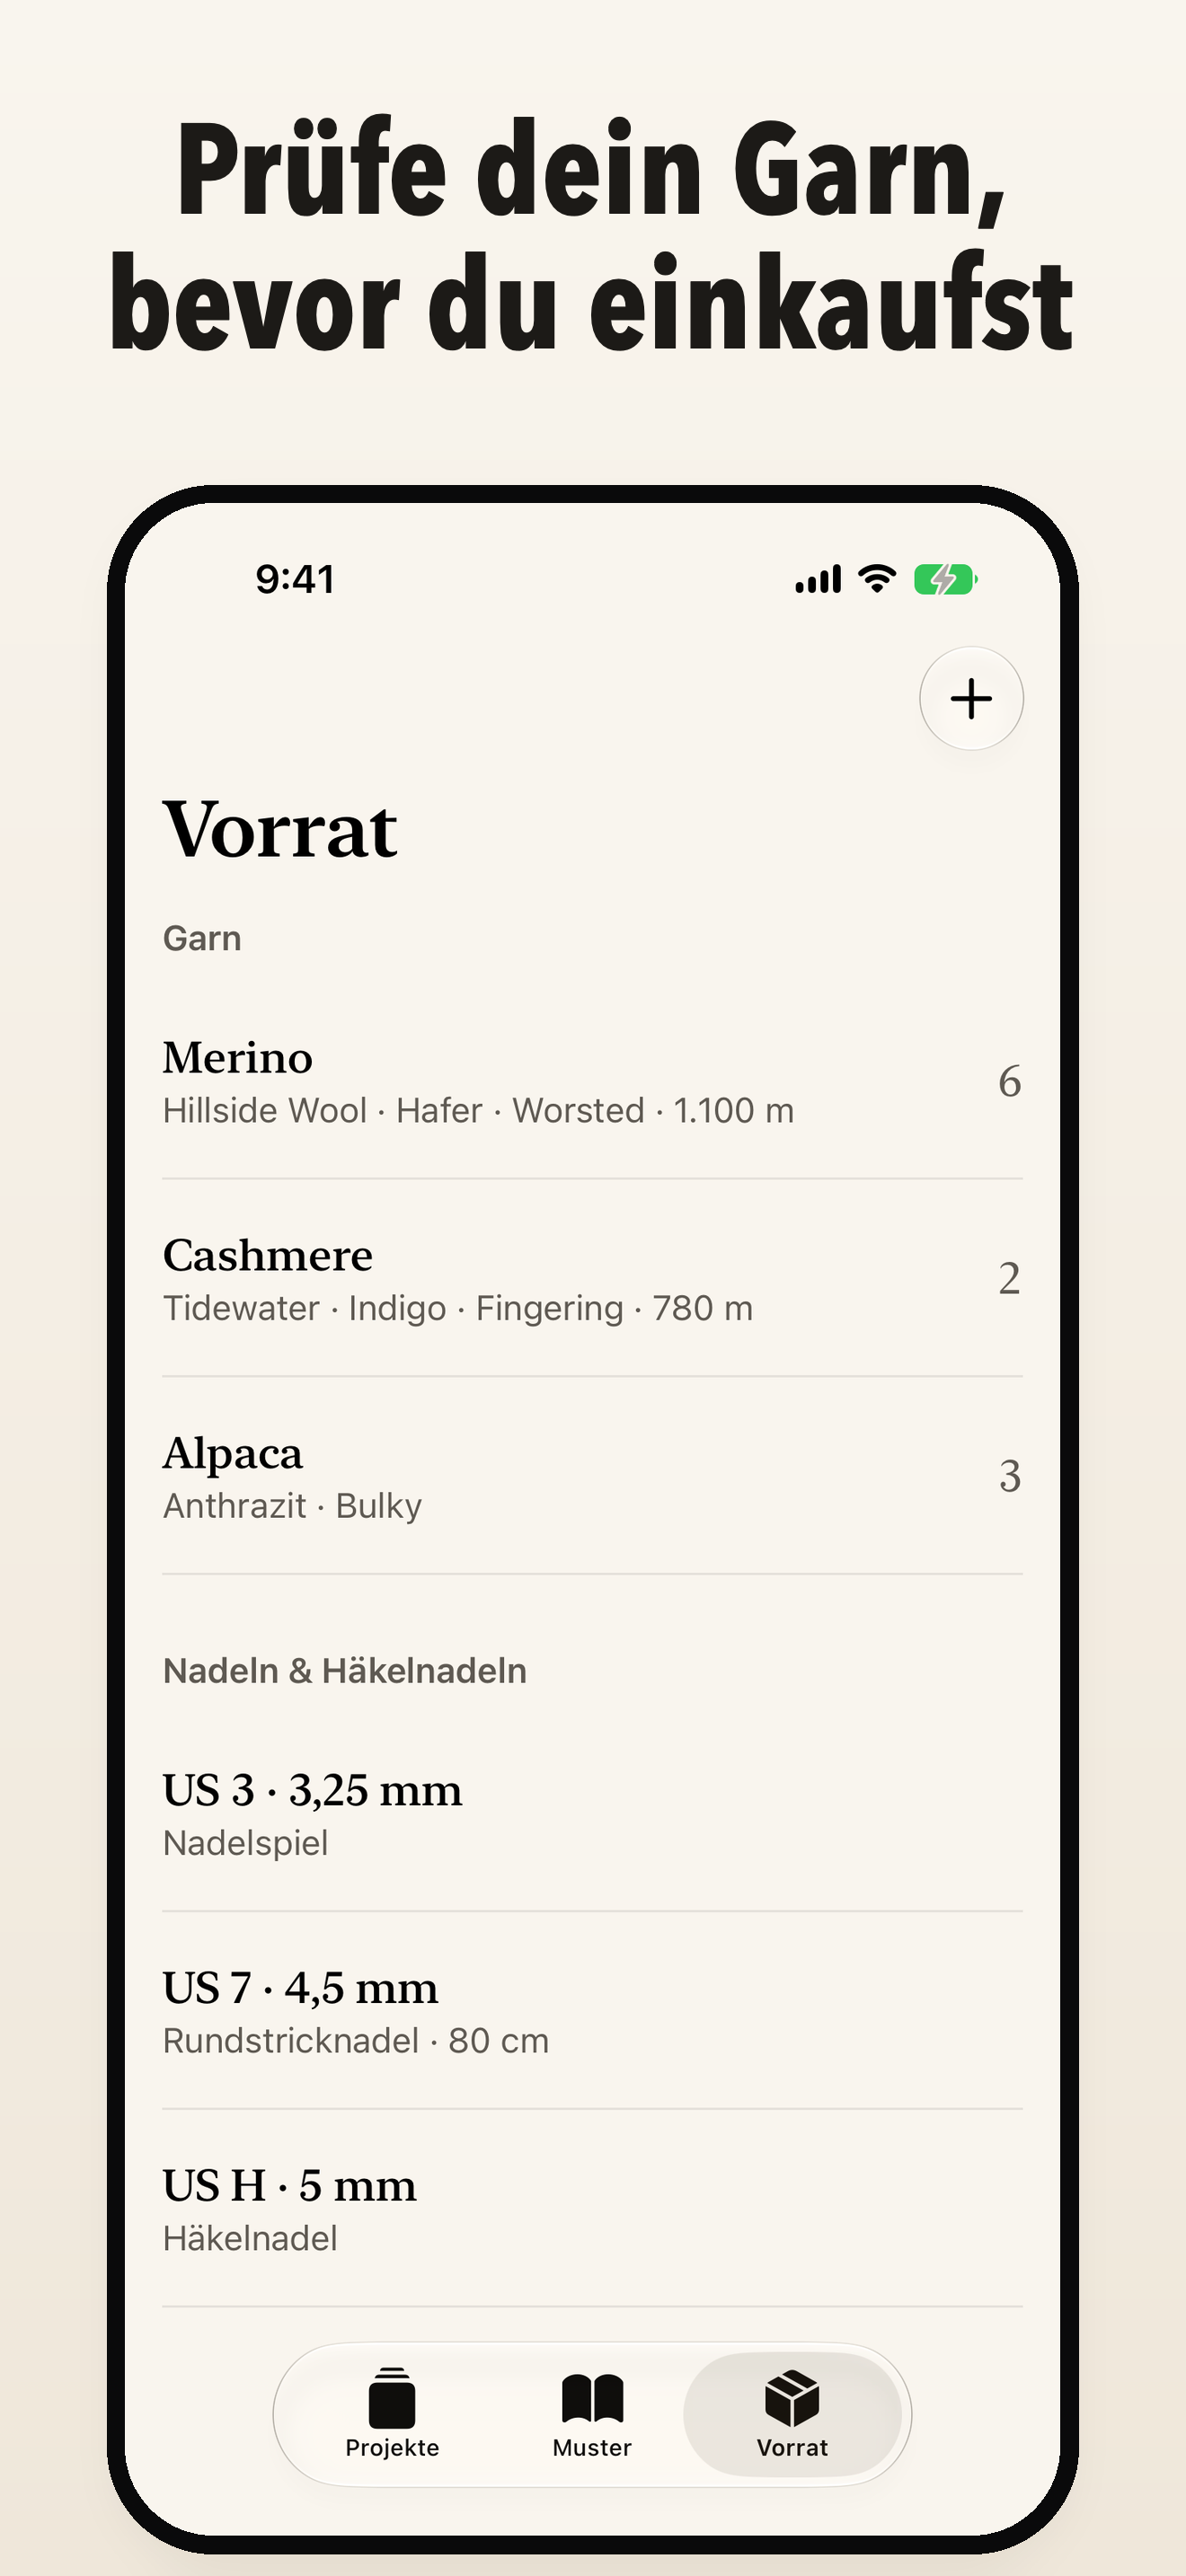 Prüfe dein Garn,
bevor du einkaufst
9:41
Vorrat
Garn
Merino
Hillside Wool · Hafer · Worsted · 1.100 m
6
Cashmere
Tidewater · Indigo · Fingering · 780 m
2
Alpaca
Anthrazit · Bulky
3
Nadeln & Häkelnadeln
US 3 · 3,25 mm
Nadelspiel
US 7 · 4,5 mm
Rundstricknadel · 80 cm
US H · 5 mm
Häkelnadel
Projekte
Muster
Vorrat